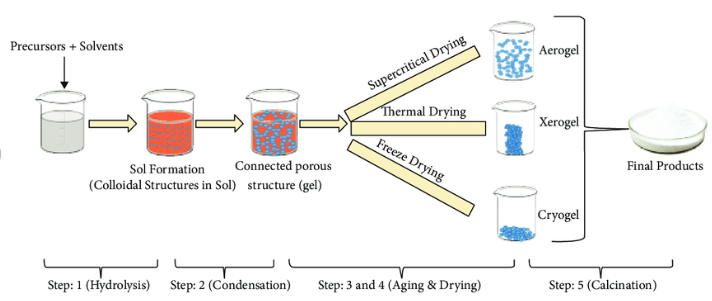 Precursors + Solvents
Sol Formation
(Colloidal Structures in Sol)
Connected porous
structure (gel)
Supercritical Drying
Thermal Drying
Freeze Drying
Aerogel
Xerogel
Cryogel
Final Products
Step: 1 (Hydrolysis)
Step: 2 (Condensation)
Step: 3 and 4 (Aging & Drying)
Step: 5 (Calcination)